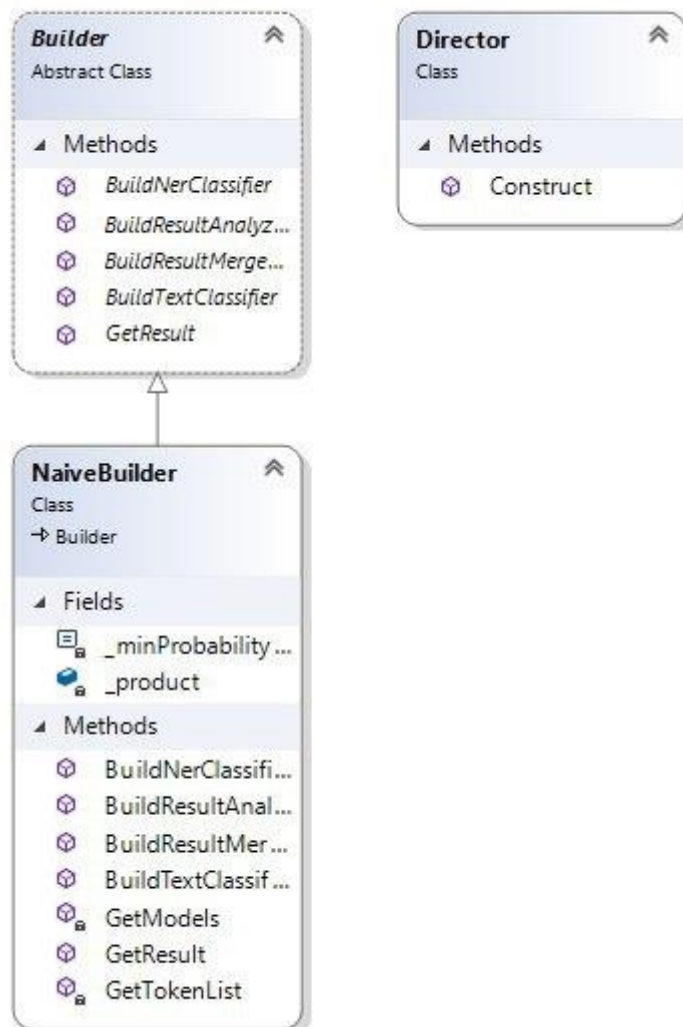 Builder
Abstract Class
Methods
BuildNerClassifier
BuildResultAnalyz...
BuildResultMerge...
BuildTextClassifier
GetResult
Director
Class
Methods
Construct
NaiveBuilder
Class
Builder
Fields
_minProbability ...
_product
Methods
BuildNerClassifi...
BuildResultAnal...
BuildResultMer...
BuildTextClassif...
GetModels
GetResult
GetTokenList